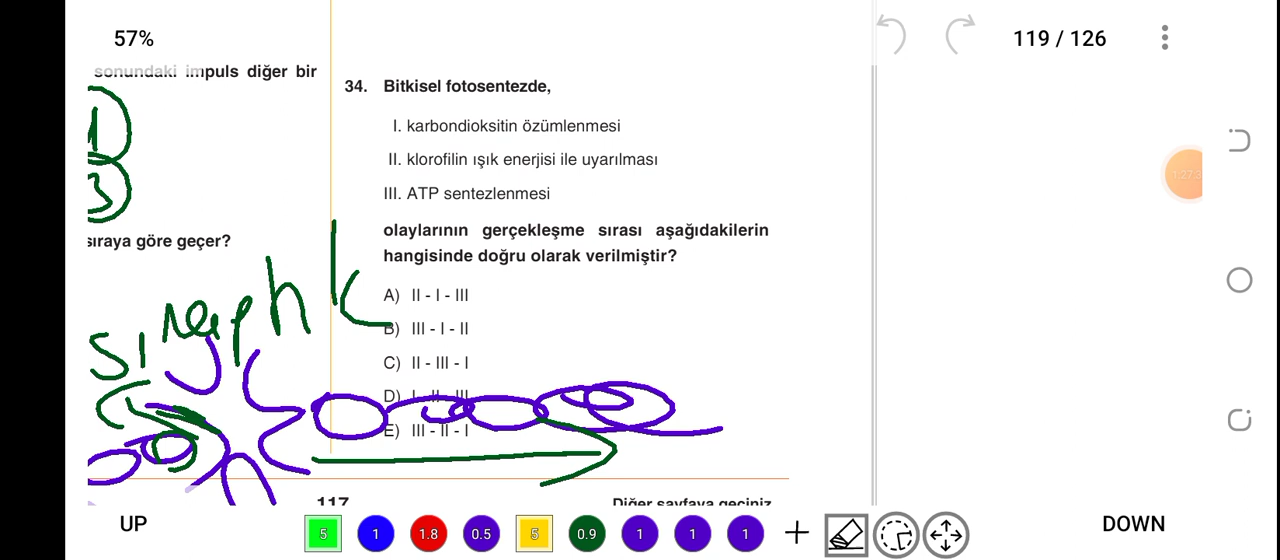 57%
119 / 126
sonundaki impuls diğer bir
34. Bitkisel fotosentezde,
I. karbondioksitin özümlenmesi
II. klorofilin ışık enerjisi ile uyarılması
III. ATP sentezlenmesi
sıraya göre geçer?
olaylarının gerçekleşme sırası aşağıdakilerin
hangisinde doğru olarak verilmiştir?
A) II - I - III
B) III - I - II
C) II - III - I
D) I - II - III
E) III - II - I
117
Diğer sayfaya geçiniz
UP
5 1 1.8 0.5 5 0.9 1 1 1
DOWN